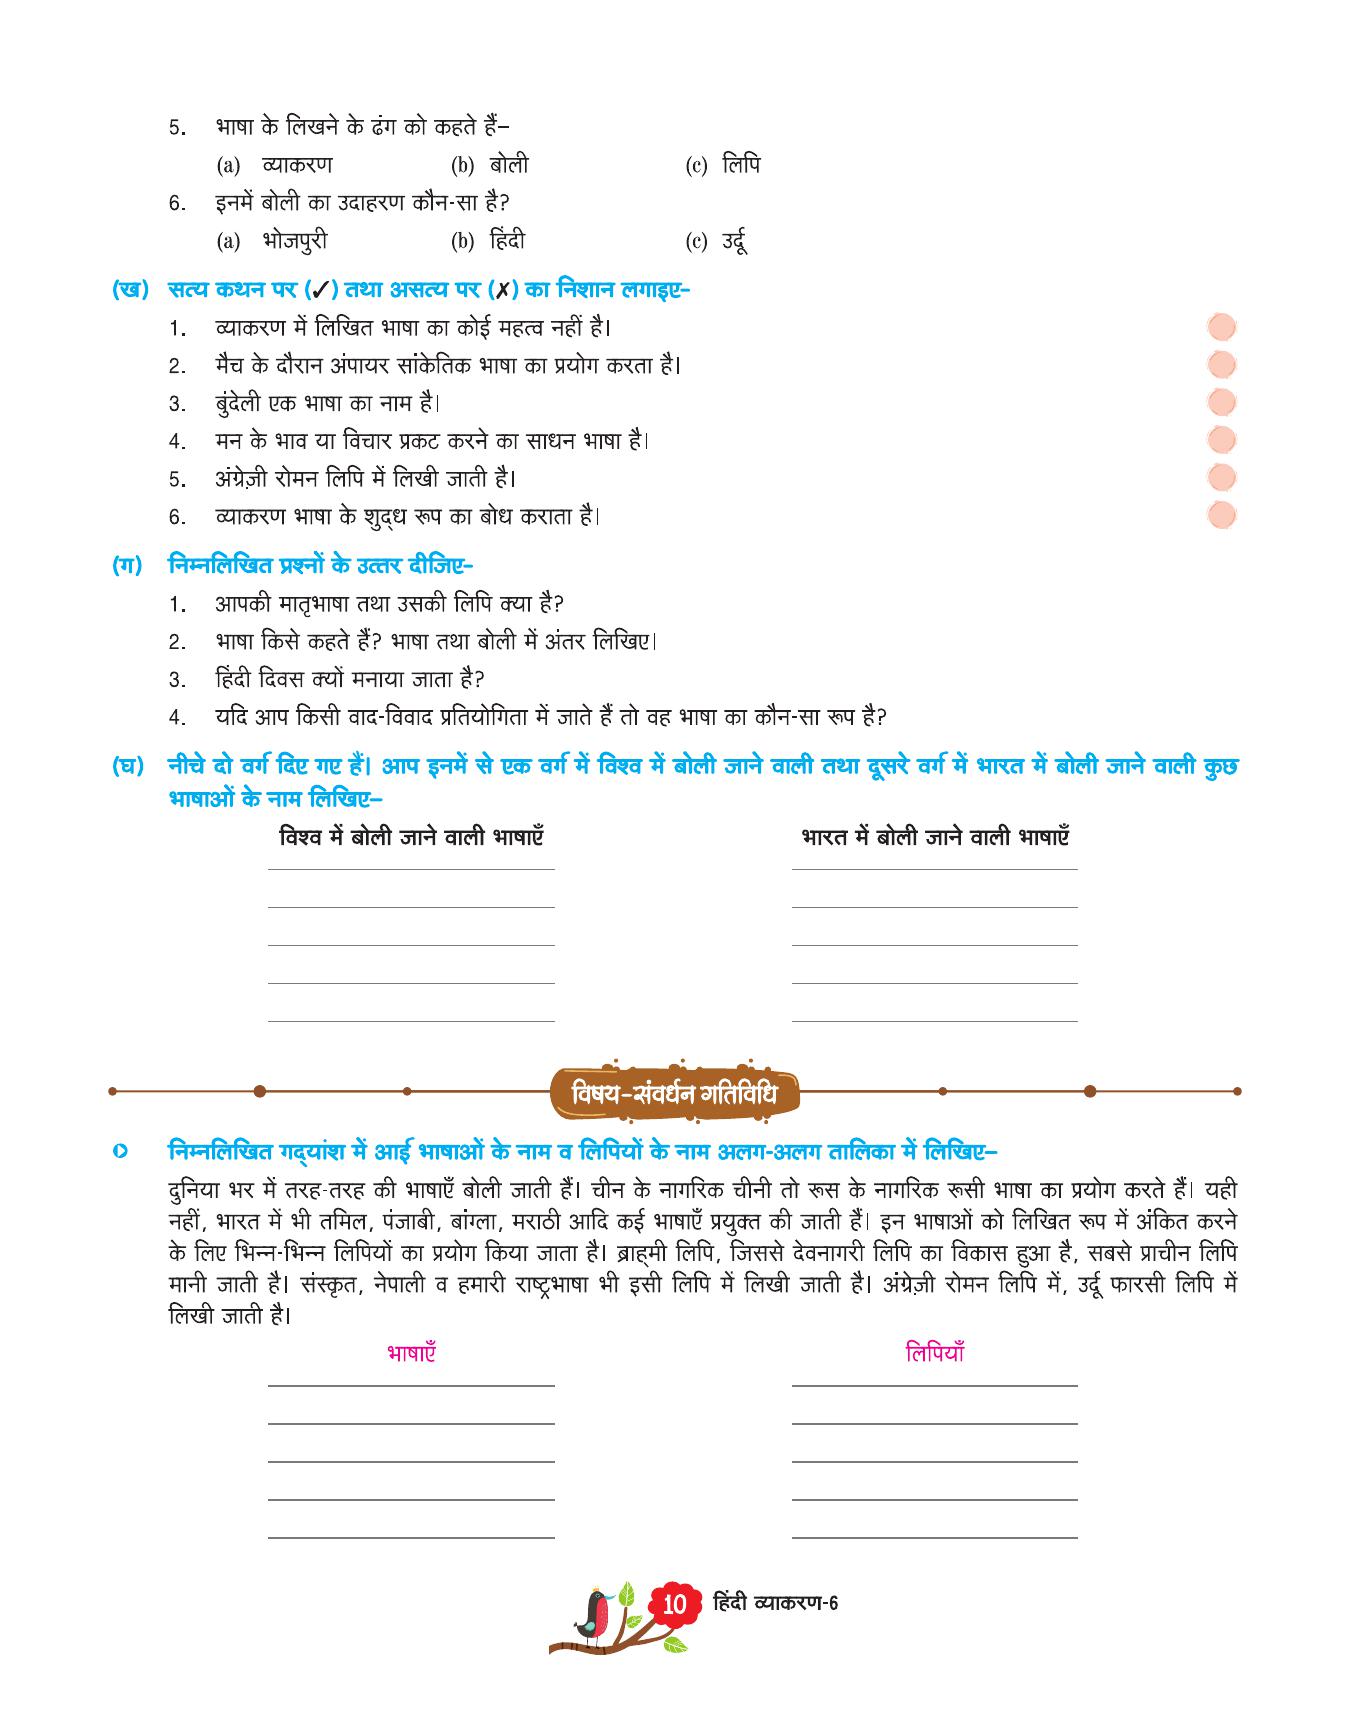 5. भाषा के लिखने के ढंग को कहते हैं–
(a) व्याकरण (b) बोली (c) लिपि
6. इनमें बोली का उदाहरण कौन-सा है?
(a) भोजपुरी (b) हिंदी (c) उर्दू
(ख) सत्य कथन पर (✓) तथा असत्य पर (✗) का निशान लगाइए–
1. व्याकरण में लिखित भाषा का कोई महत्व नहीं है।
2. मैच के दौरान अंपायर सांकेतिक भाषा का प्रयोग करता है।
3. बुंदेली एक भाषा का नाम है।
4. मन के भाव या विचार प्रकट करने का साधन भाषा है।
5. अंग्रेज़ी रोमन लिपि में लिखी जाती है।
6. व्याकरण भाषा के शुद्ध रूप का बोध कराता है।
(ग) निम्नलिखित प्रश्नों के उत्तर दीजिए–
1. आपकी मातृभाषा तथा उसकी लिपि क्या है?
2. भाषा किसे कहते हैं? भाषा तथा बोली में अंतर लिखिए।
3. हिंदी दिवस क्यों मनाया जाता है?
4. यदि आप किसी वाद-विवाद प्रतियोगिता में जाते हैं तो वह भाषा का कौन-सा रूप है?
(घ) नीचे दो वर्ग दिए गए हैं। आप इनमें से एक वर्ग में विश्व में बोली जाने वाली तथा दूसरे वर्ग में भारत में बोली जाने वाली कुछ
भाषाओं के नाम लिखिए–
विश्व में बोली जाने वाली भाषाएँ भारत में बोली जाने वाली भाषाएँ
विषय-संवर्धन गतिविधि
निम्नलिखित गद्यांश में आई भाषाओं के नाम व लिपियों के नाम अलग-अलग तालिका में लिखिए–
दुनिया भर में तरह-तरह की भाषाएँ बोली जाती हैं। चीन के नागरिक चीनी तो रूस के नागरिक रूसी भाषा का प्रयोग करते हैं। यही
नहीं, भारत में भी तमिल, पंजाबी, बांग्ला, मराठी आदि कई भाषाएँ प्रयुक्त की जाती हैं। इन भाषाओं को लिखित रूप में अंकित करने
के लिए भिन्न-भिन्न लिपियों का प्रयोग किया जाता है। ब्राह्मी लिपि, जिससे देवनागरी लिपि का विकास हुआ है, सबसे प्राचीन लिपि
मानी जाती है। संस्कृत, नेपाली व हमारी राष्ट्रभाषा भी इसी लिपि में लिखी जाती है। अंग्रेज़ी रोमन लिपि में, उर्दू फारसी लिपि में
लिखी जाती है।
भाषाएँ लिपियाँ
10 हिंदी व्याकरण-6